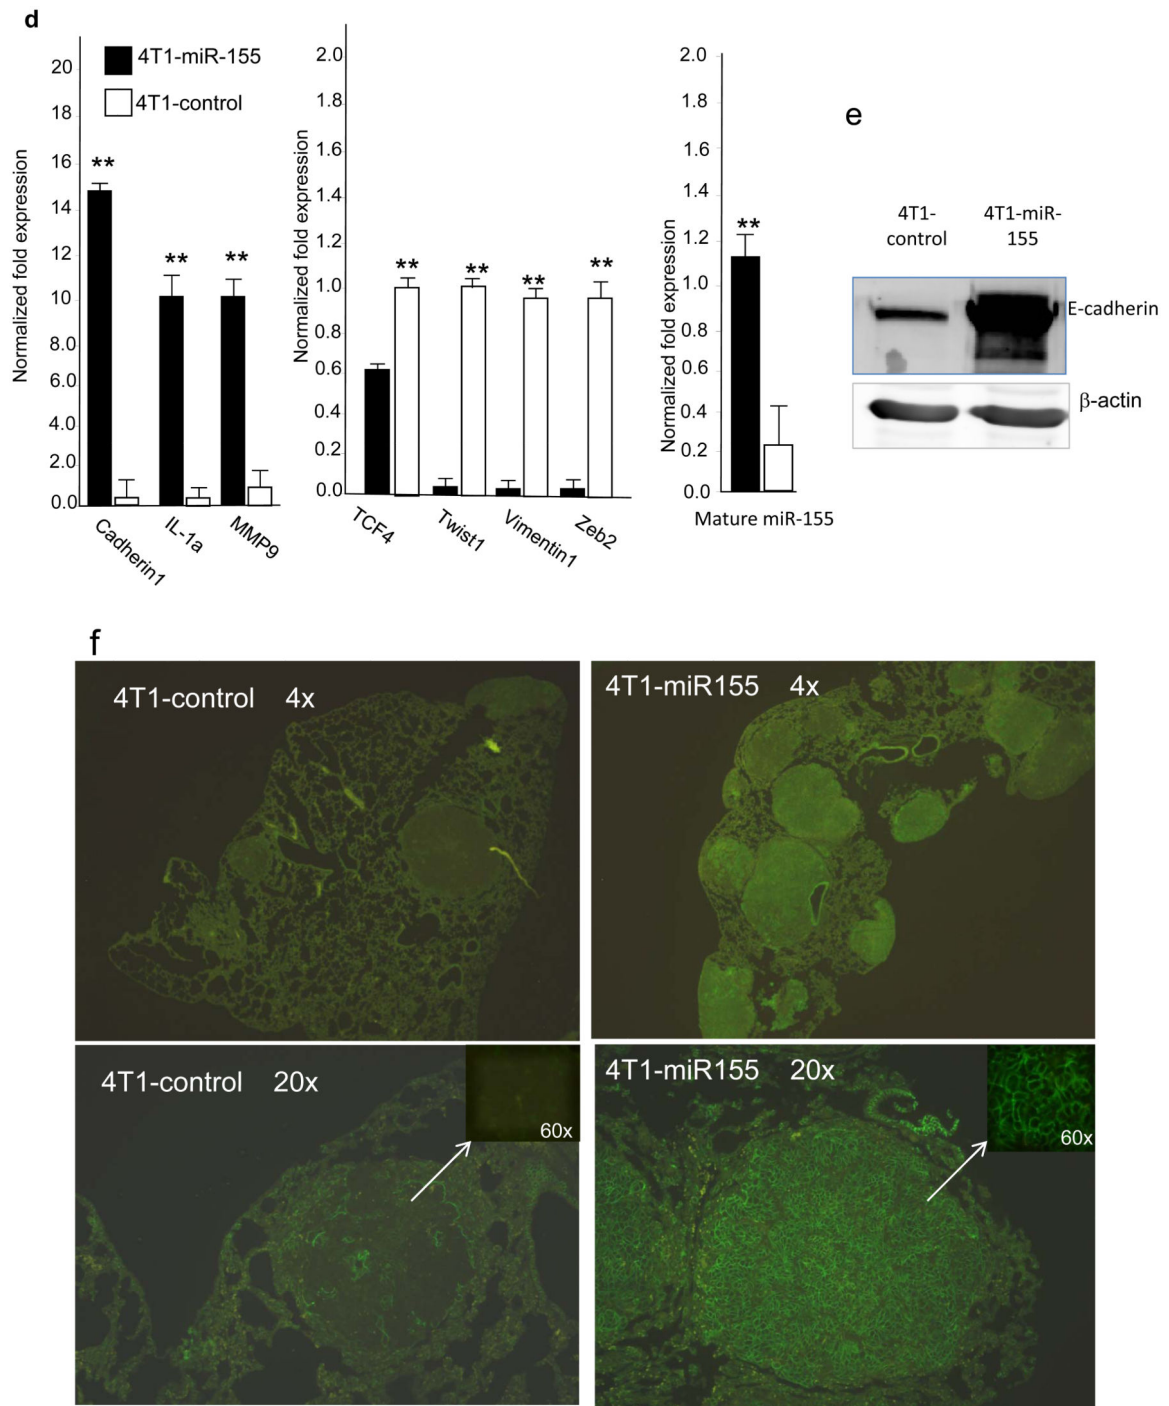 d
4T1-miR-155
4T1-control
Normalized fold expression
20
18
16
14
12
10
8.0
6.0
4.0
2.0
0.0
**
**
**
Cadherin1
IL-1a
MMP9
Normalized fold expression
2.0
1.8
1.6
1.4
1.2
1.0
0.8
0.6
0.4
0.2
0.0
**
**
**
**
TCF4
Twist1
Vimentin1
Zeb2
Normalized fold expression
2.0
1.8
1.6
1.4
1.2
1.0
0.8
0.6
0.4
0.2
0.0
**
Mature miR-155
e
4T1-
control
4T1-miR-
155
E-cadherin
β-actin
f
4T1-control 4x
4T1-miR155 4x
4T1-control 20x
60x
4T1-miR155 20x
60x